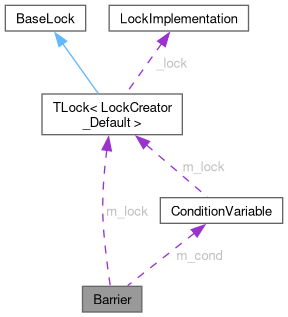 BaseLock
LockImplementation
_lock
TLock< LockCreator
_Default >
m_lock
ConditionVariable
m_lock
m_cond
Barrier